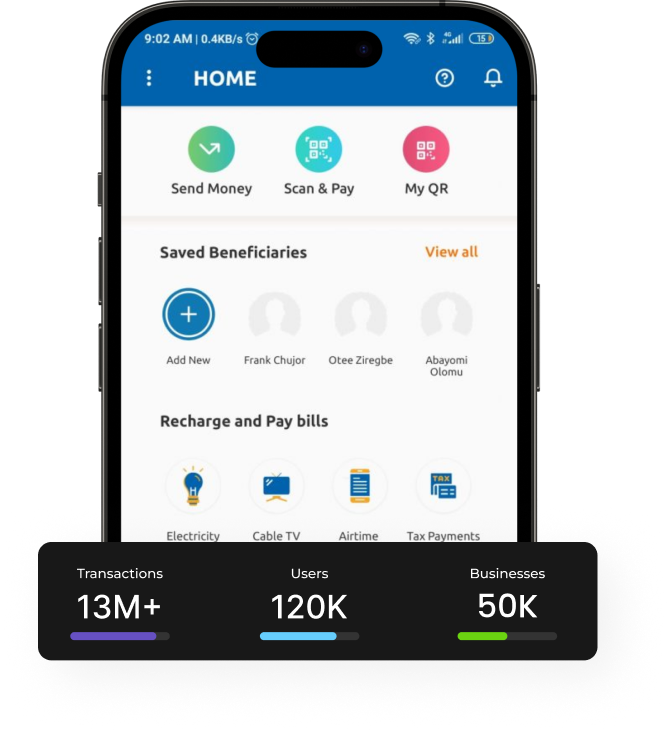 9:02 AM | 0.4KB/s
4G
15
HOME
Send Money Scan & Pay My QR
Saved Beneficiaries View all
Add New Frank Chujor Otee Ziregbe Abayomi Olomu
Recharge and Pay bills
TAX
Electricity Cable TV Airtime Tax Payments
Transactions Users Businesses
13M+ 120K 50K